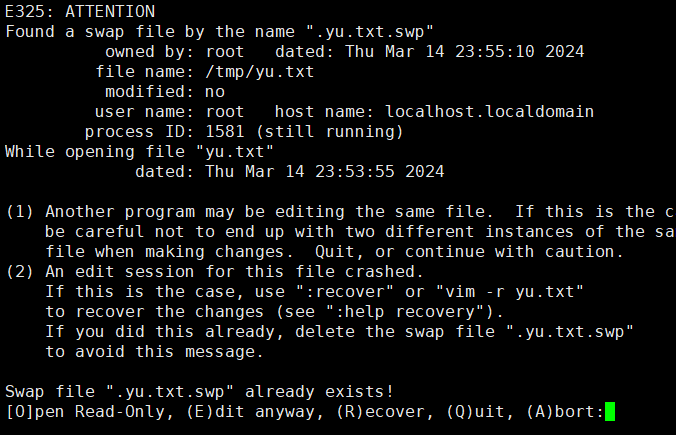 E325: ATTENTION
Found a swap file by the name ".yu.txt.swp"
          owned by: root   dated: Thu Mar 14 23:55:10 2024
         file name: /tmp/yu.txt
          modified: no
         user name: root   host name: localhost.localdomain
        process ID: 1581 (still running)
While opening file "yu.txt"
             dated: Thu Mar 14 23:53:55 2024

(1) Another program may be editing the same file.  If this is the c
    be careful not to end up with two different instances of the sa
    file when making changes.  Quit, or continue with caution.
(2) An edit session for this file crashed.
    If this is the case, use ":recover" or "vim -r yu.txt"
    to recover the changes (see ":help recovery").
    If you did this already, delete the swap file ".yu.txt.swp"
    to avoid this message.

Swap file ".yu.txt.swp" already exists!
[O]pen Read-Only, (E)dit anyway, (R)ecover, (Q)uit, (A)bort: